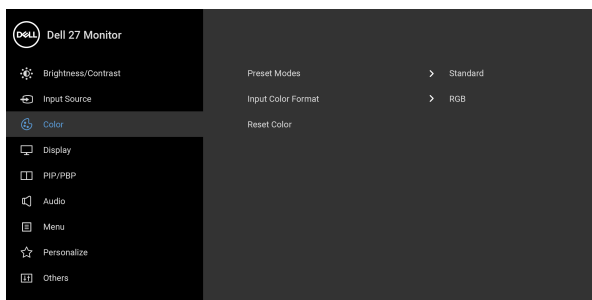 DELL Dell 27 Monitor
Brightness/Contrast
Input Source
Color
Display
PIP/PBP
Audio
Menu
Personalize
Others
Preset Modes > Standard
Input Color Format > RGB
Reset Color